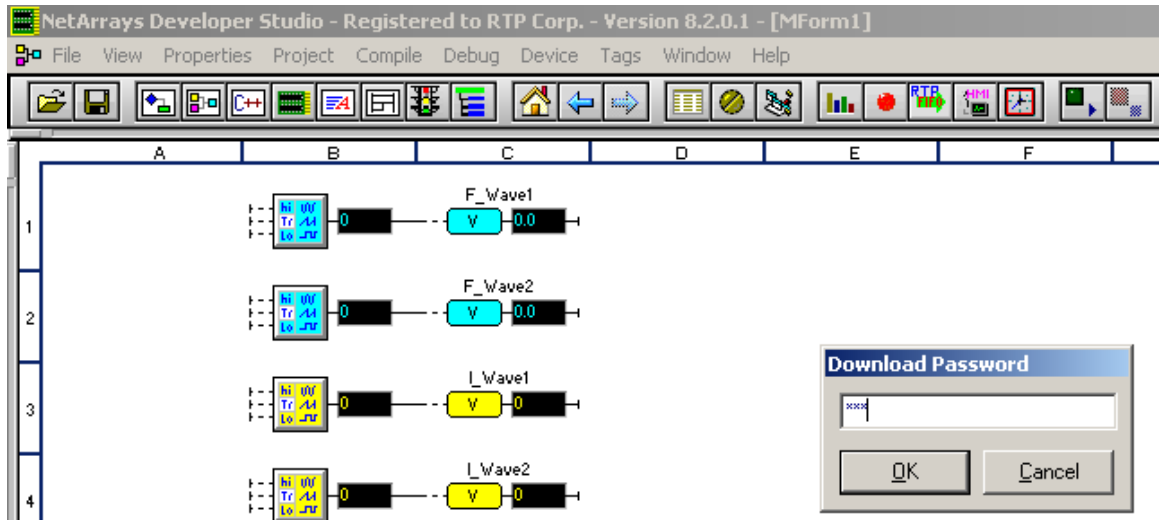 NetArrays Developer Studio - Registered to RTP Corp. - Version 8.2.0.1 - [MForm1]
File View Properties Project Compile Debug Device Tags Window Help
C++ A RTP FIFO HMI
A B C D E F
F_Wave1
1 hi Tr Lo 0 V 0.0
F_Wave2
2 hi Tr Lo 0 V 0.0
Download Password
I_Wave1
3 hi Tr Lo 0 V 0
***
I_Wave2
OK Cancel
4 hi Tr Lo 0 V 0